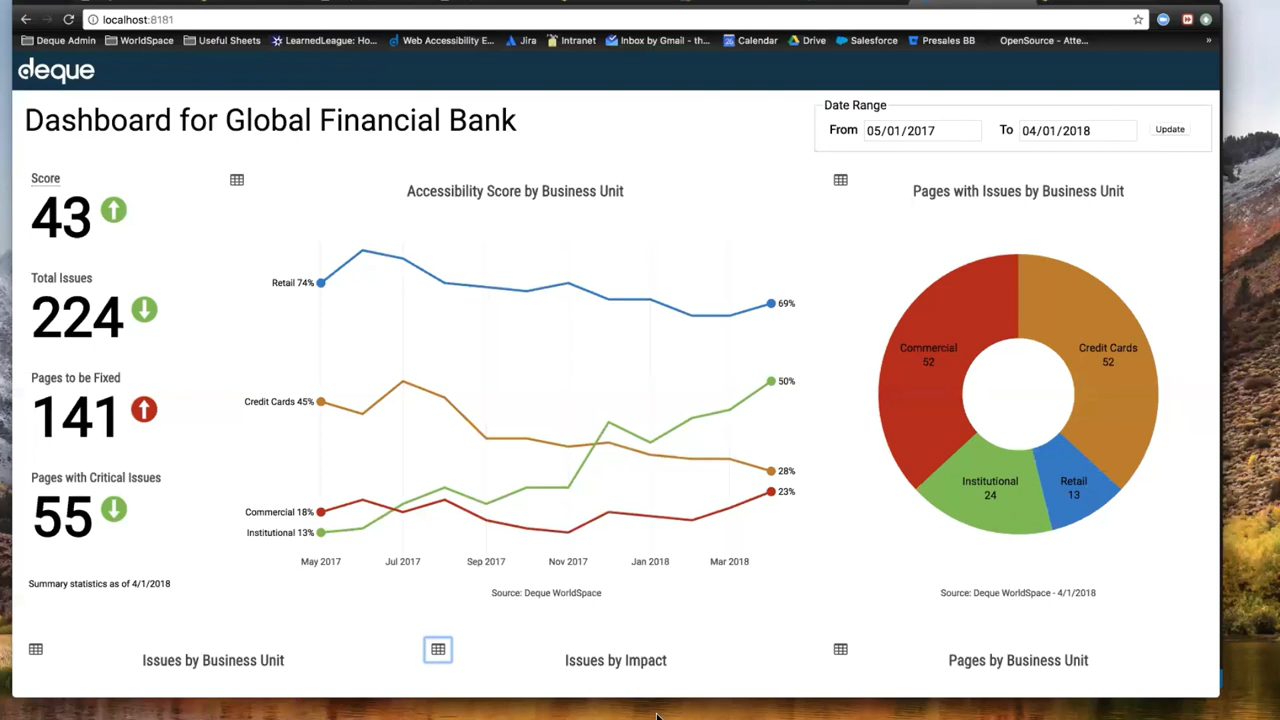 localhost:8181
Deque Admin WorldSpace Useful Sheets LearnedLeague: Ho... Web Accessibility E... Jira Intranet Inbox by Gmail - th... Calendar Drive Salesforce Presales BB OpenSource - Atte... »
deque
Dashboard for Global Financial Bank
Date Range
From 05/01/2017 To 04/01/2018 Update
Score
43
Total Issues
224
Pages to be Fixed
141
Pages with Critical Issues
55
Summary statistics as of 4/1/2018
Accessibility Score by Business Unit
Retail 74%
69%
50%
Credit Cards 45%
28%
23%
Commercial 18%
Institutional 13%
May 2017 Jul 2017 Sep 2017 Nov 2017 Jan 2018 Mar 2018
Source: Deque WorldSpace
Pages with Issues by Business Unit
Commercial
52
Credit Cards
52
Institutional
24
Retail
13
Source: Deque WorldSpace - 4/1/2018
Issues by Business Unit
Issues by Impact
Pages by Business Unit